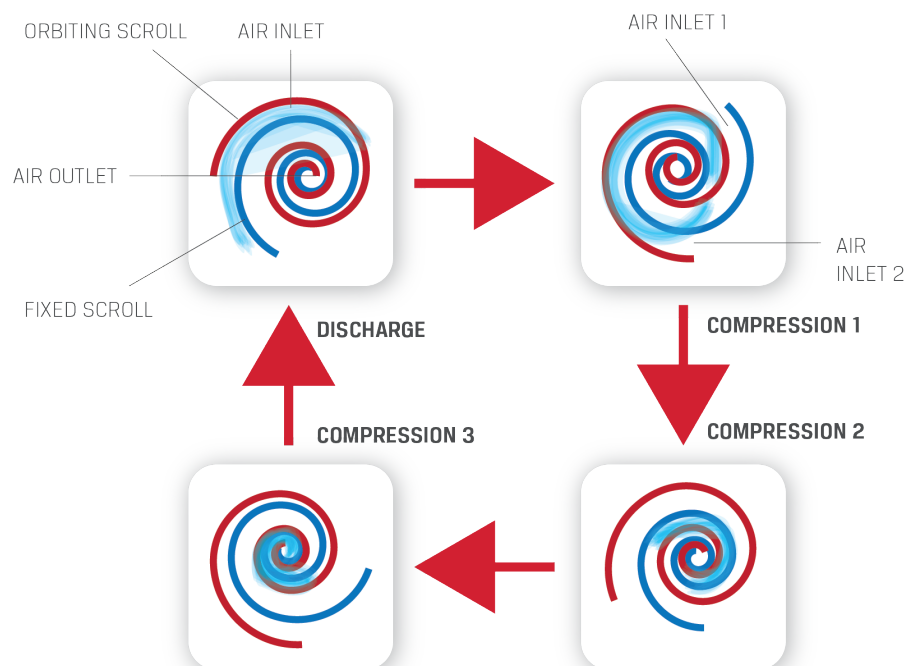 ORBITING SCROLL
AIR INLET
AIR INLET 1
AIR OUTLET
AIR
INLET 2
FIXED SCROLL
DISCHARGE
COMPRESSION 1
COMPRESSION 3
COMPRESSION 2